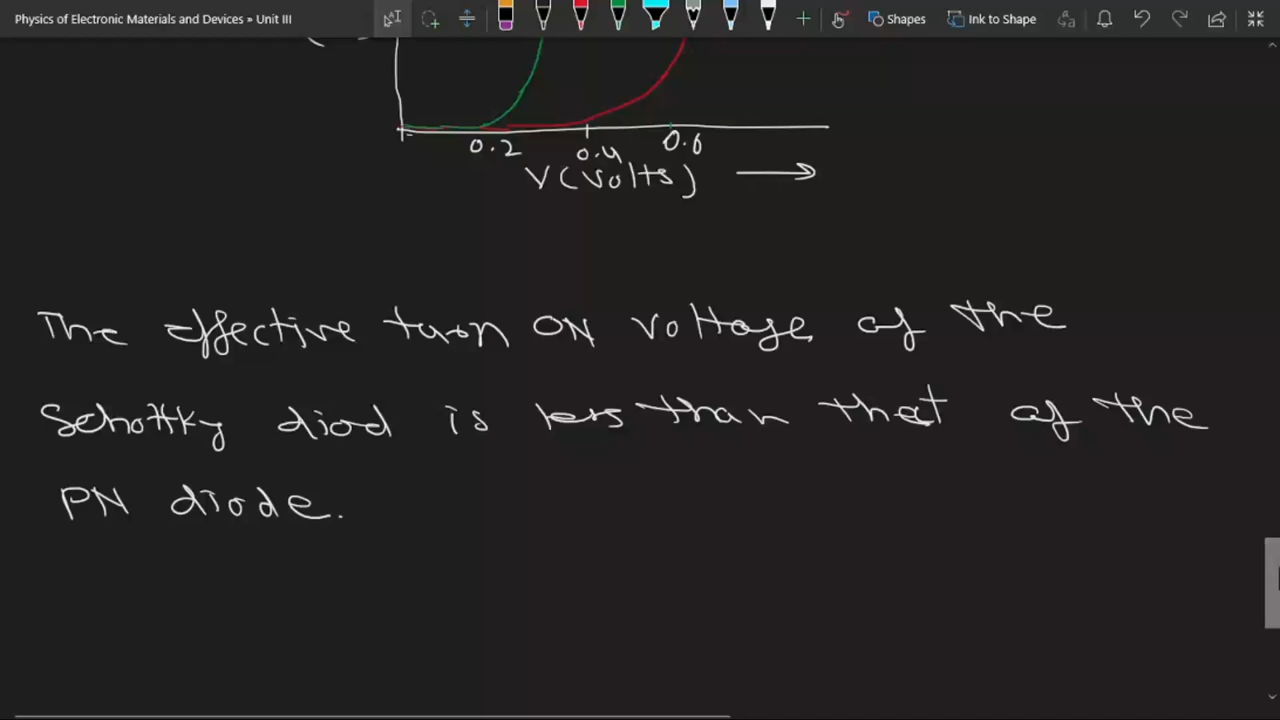 Physics of Electronic Materials and Devices » Unit III
Shapes
Ink to Shape
0.2
0.4
0.6
V(volts)
The effective turn ON voltage of the
Schottky diod is less than that of the
PN diode.